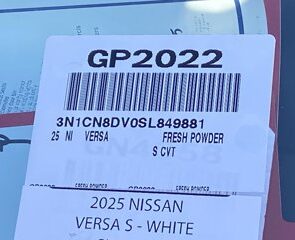 GP2022
3N1CN8DV0SL849881
25 NI VERSA FRESH POWDER
S CVT
2025 NISSAN
VERSA S - WHITE